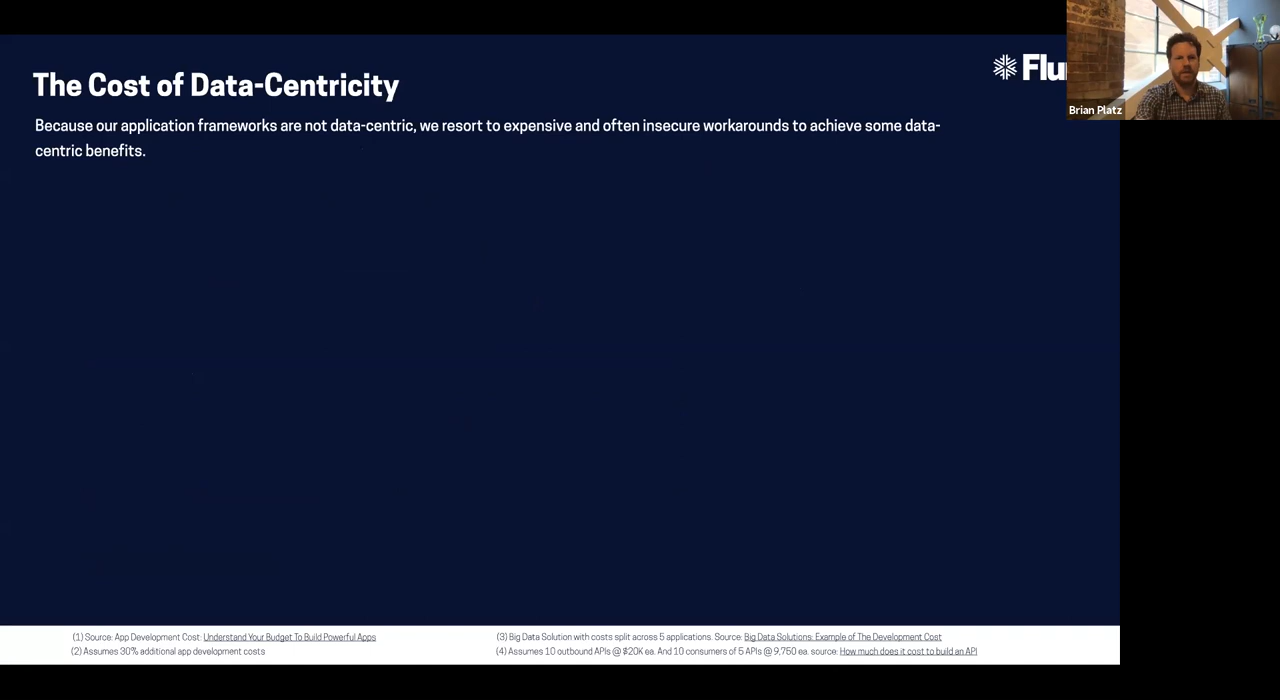 The Cost of Data-Centricity
Flu
Brian Platz
Because our application frameworks are not data-centric, we resort to expensive and often insecure workarounds to achieve some data-
centric benefits.
(1) Source: App Development Cost: Understand Your Budget To Build Powerful Apps
(2) Assumes 30% additional app development costs
(3) Big Data Solution with costs split across 5 applications. Source: Big Data Solutions: Example of The Development Cost
(4) Assumes 10 outbound APIs @ $20K ea. And 10 consumers of 5 APIs @ 9,750 ea. source: How much does it cost to build an API